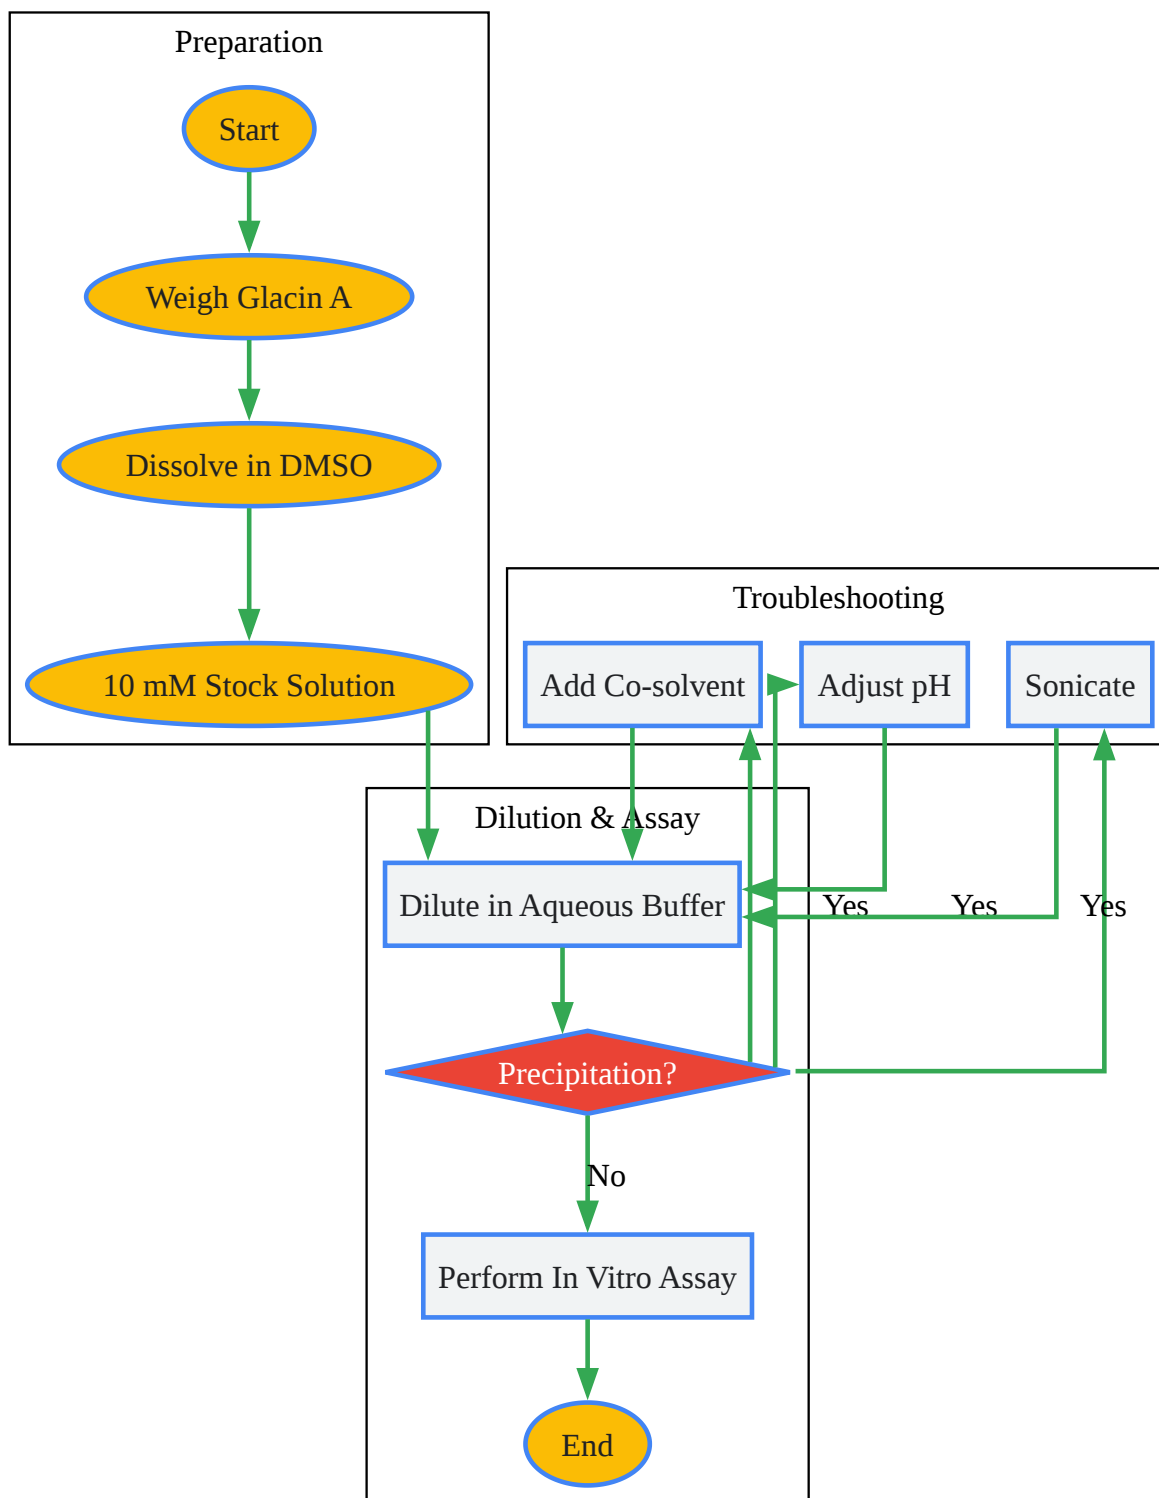 Preparation
Start
Weigh Glacin A
Dissolve in DMSO
10 mM Stock Solution
Troubleshooting
Add Co-solvent
Adjust pH
Sonicate
Dilution & Assay
Dilute in Aqueous Buffer
Yes
Yes
Yes
Precipitation?
No
Perform In Vitro Assay
End